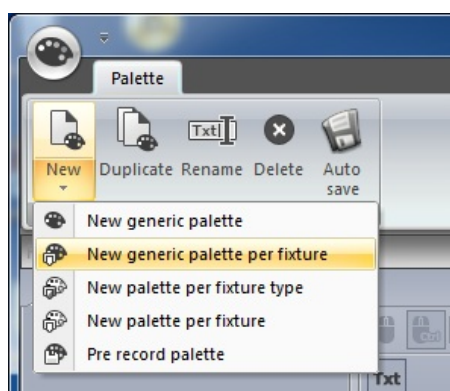 Palette
Txt
New Duplicate Rename Delete Auto save
New generic palette
New generic palette per fixture
New palette per fixture type
New palette per fixture
Pre record palette
Txt